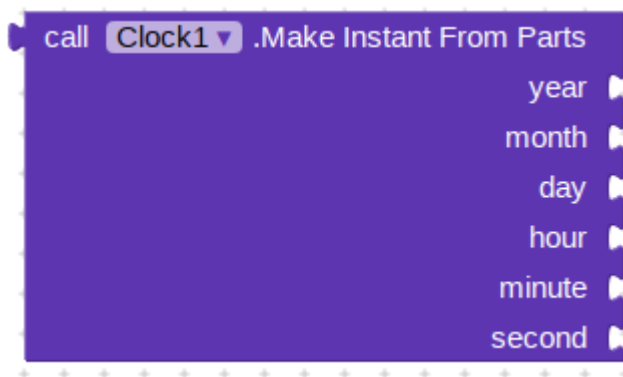 call Clock1 .Make Instant From Parts
year
month
day
hour
minute
second